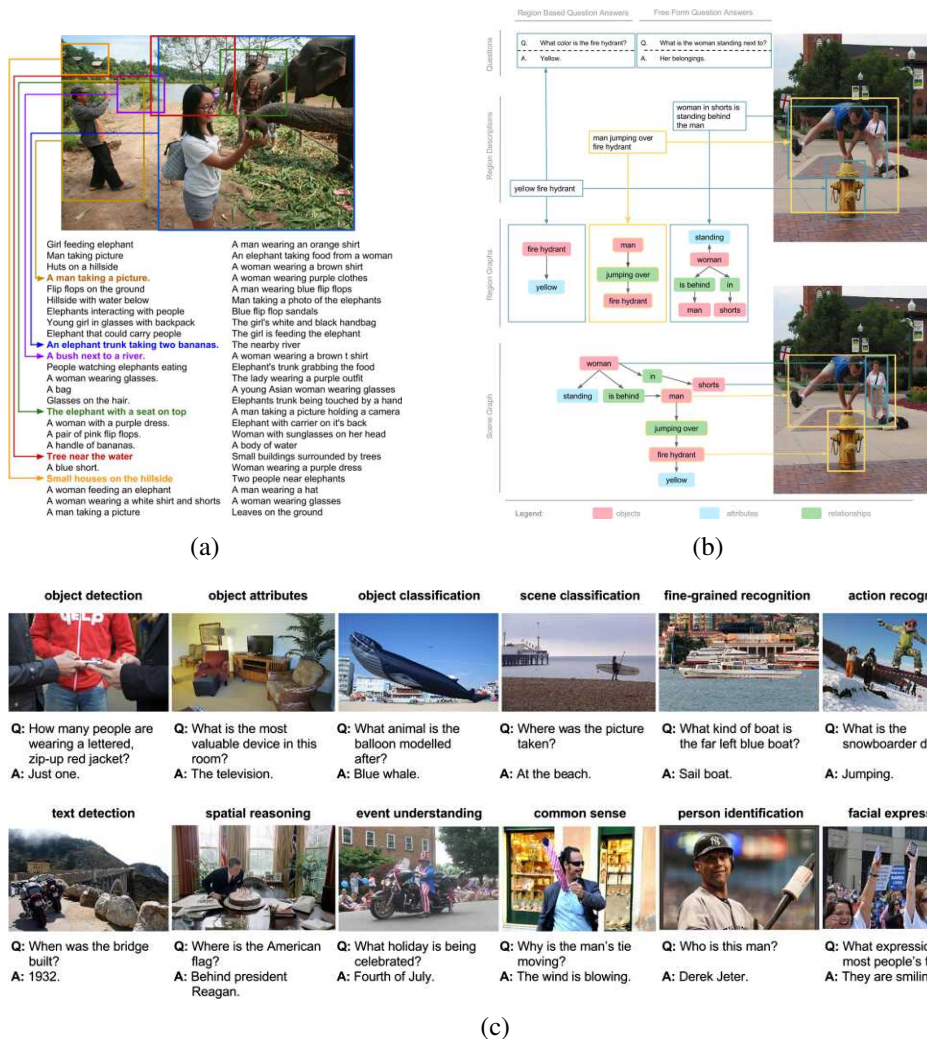 Girl feeding elephant
Man taking picture
Huts on a hillside
A man taking a picture.
Flip flops on the ground
Hillside with water below
Elephants interacting with people
Young girl in glasses with backpack
Elephant that could carry people
An elephant trunk taking two bananas.
A bush next to a river.
People watching elephants eating
A woman wearing glasses.
A bag
Glasses on the hair.
The elephant with a seat on top
A woman with a purple dress.
A pair of pink flip flops.
A handle of bananas.
Tree near the water
A blue short.
Small houses on the hillside
A woman feeding an elephant
A woman wearing a white shirt and shorts
A man taking a picture
A man wearing an orange shirt
An elephant taking food from a woman
A woman wearing a brown shirt
A woman wearing purple clothes
A man wearing blue flip flops
Man taking a photo of the elephants
Blue flip flop sandals
The girl's white and black handbag
The girl is feeding the elephant
The nearby river
A woman wearing a brown t shirt
Elephant's trunk grabbing the food
The lady wearing a purple outfit
A young Asian woman wearing glasses
Elephants trunk being touched by a hand
A man taking a picture holding a camera
Elephant with carrier on it's back
Woman with sunglasses on her head
A body of water
Small buildings surrounded by trees
Woman wearing a purple dress
Two people near elephants
A man wearing a hat
A woman wearing glasses
Leaves on the ground
(a)
Region Based Question Answers
Free Form Question Answers
Questions
Q. What color is the fire hydrant?
A. Yellow.
Q. What is the woman standing next to?
A. Her belongings.
Region Descriptions
woman in shorts is
standing behind
the man
man jumping over
fire hydrant
yellow fire hydrant
Region Graphs
fire hydrant
yellow
man
jumping over
fire hydrant
standing
woman
is behind
in
man
shorts
Scene Graph
woman
in
shorts
standing
is behind
man
jumping over
fire hydrant
yellow
Legend:
objects
attributes
relationships
(b)
object detection
Q: How many people are
wearing a lettered,
zip-up red jacket?
A: Just one.
object attributes
Q: What is the most
valuable device in this
room?
A: The television.
object classification
Q: What animal is the
balloon modelled
after?
A: Blue whale.
scene classification
Q: Where was the picture
taken?
A: At the beach.
fine-grained recognition
Q: What kind of boat is
the far left blue boat?
A: Sail boat.
action recogn
Q: What is the
snowboarder d
A: Jumping.
text detection
Q: When was the bridge
built?
A: 1932.
spatial reasoning
Q: Where is the American
flag?
A: Behind president
Reagan.
event understanding
Q: What holiday is being
celebrated?
A: Fourth of July.
common sense
Q: Why is the man's tie
moving?
A: The wind is blowing.
person identification
Q: Who is this man?
A: Derek Jeter.
facial express
Q: What expressio
most people's f
A: They are smilin
(c)